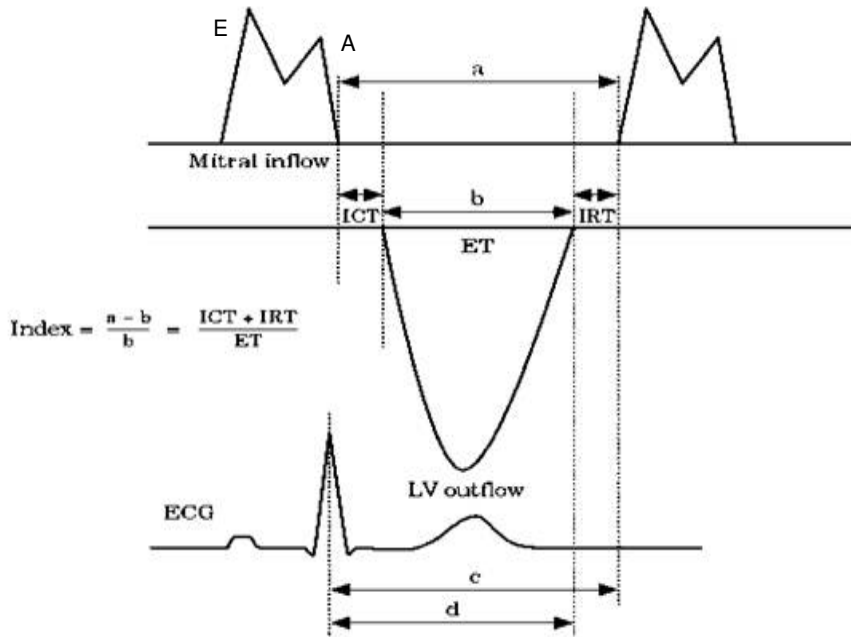 E
A
a
Mitral inflow
ICT
b
IRT
ET
Index = a - b / b = ICT + IRT / ET
LV outflow
ECG
c
d